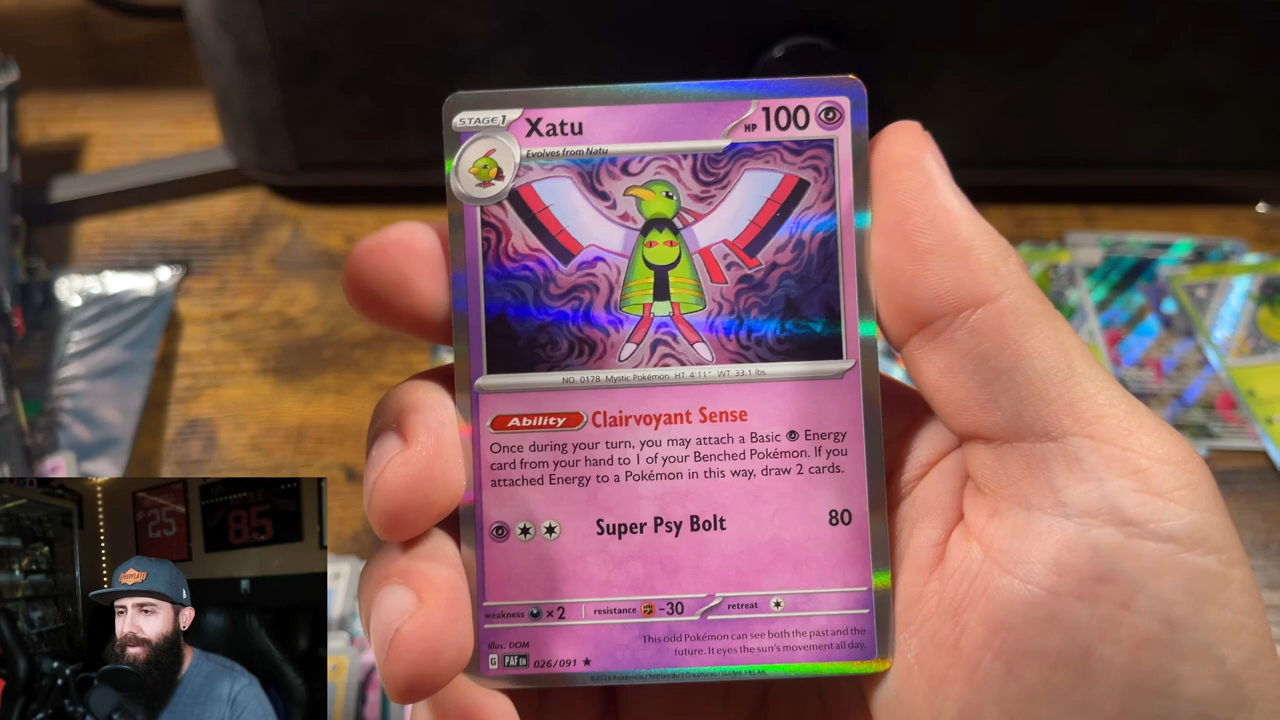 STAGE 1
Xatu
HP 100
Evolves from Natu
NO. 0178 Mystic Pokémon HT. 4'11" WT. 33.1 lbs.
Ability Clairvoyant Sense
Once during your turn, you may attach a Basic Energy
card from your hand to 1 of your Benched Pokémon. If you
attached Energy to a Pokémon in this way, draw 2 cards.
Super Psy Bolt 80
weakness ×2 resistance -30 retreat
Illus. DOM
This odd Pokémon can see both the past and the
future. It eyes the sun's movement all day.
G PAF EN 026/091 ★
25
85